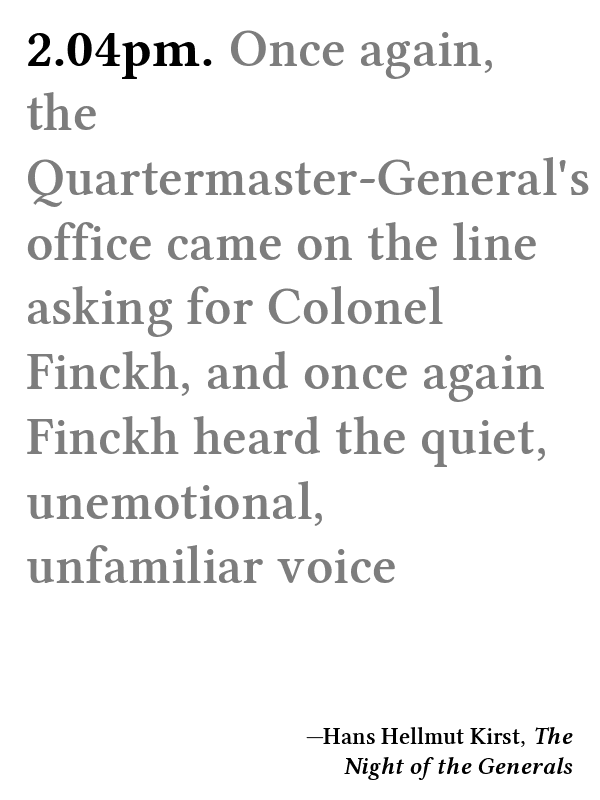 2.04pm. Once again,
the
Quartermaster-General's
office came on the line
asking for Colonel
Finckh, and once again
Finckh heard the quiet,
unemotional,
unfamiliar voice
—Hans Hellmut Kirst, The
Night of the Generals